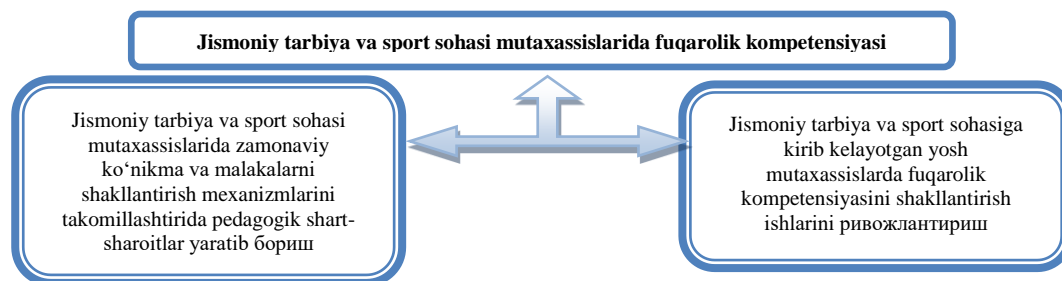 Jismoniy tarbiya va sport sohasi mutaxassislarida fuqarolik kompetensiyasi
Jismoniy tarbiya va sport sohasi
mutaxassislarida zamonaviy
ko‘nikma va malakalarni
shakllantirish mexanizmlarini
takomillashtirida pedagogik shart-
sharoitlar yaratib бориш
Jismoniy tarbiya va sport sohasiga
kirib kelayotgan yosh
mutaxassislarda fuqarolik
kompetensiyasini shakllantirish
ishlarini ривожлантириш